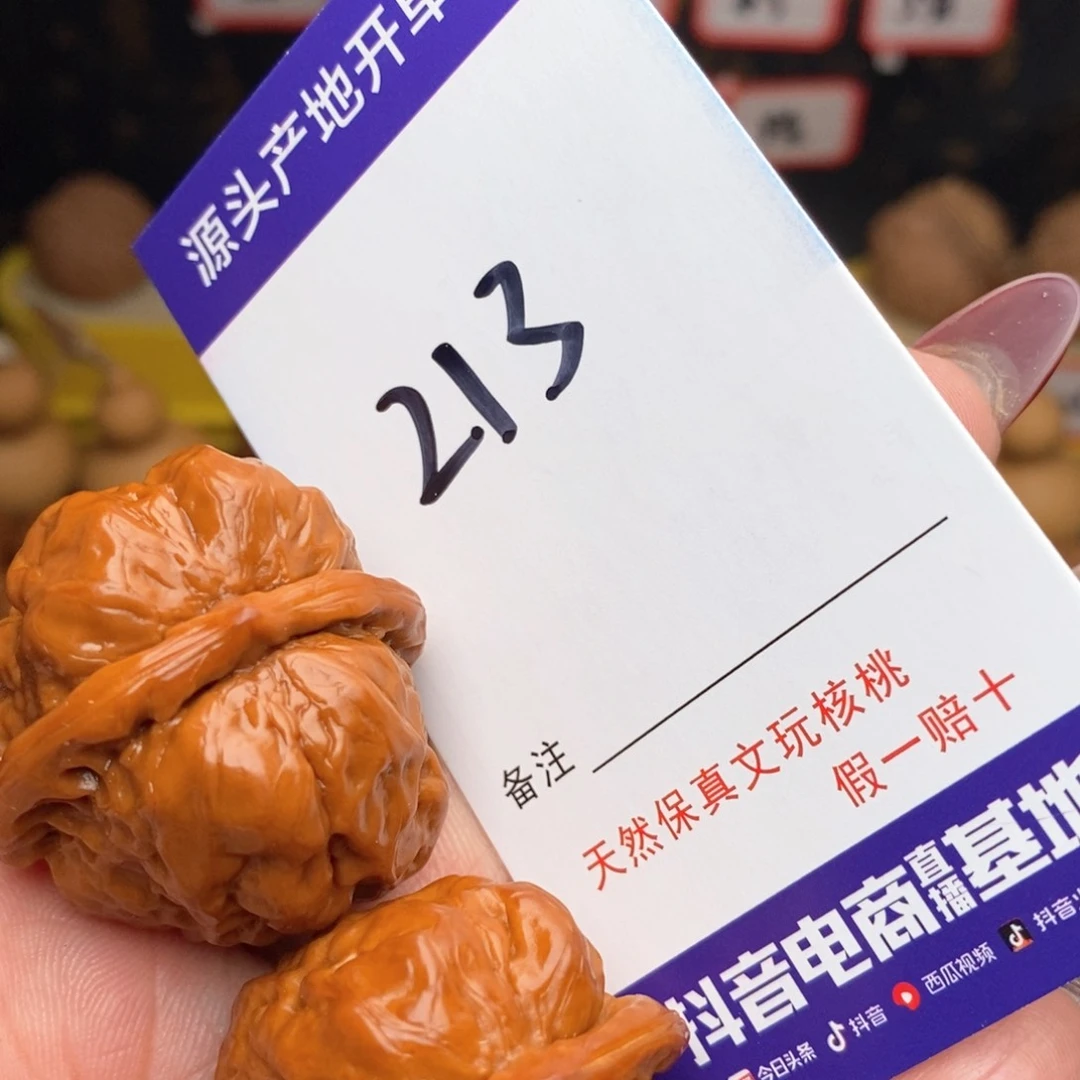 源头产地开单
213
备注
天然保真文玩核桃
假一赔十
抖音电商直播基地
今日头条 抖音 西瓜视频 抖音